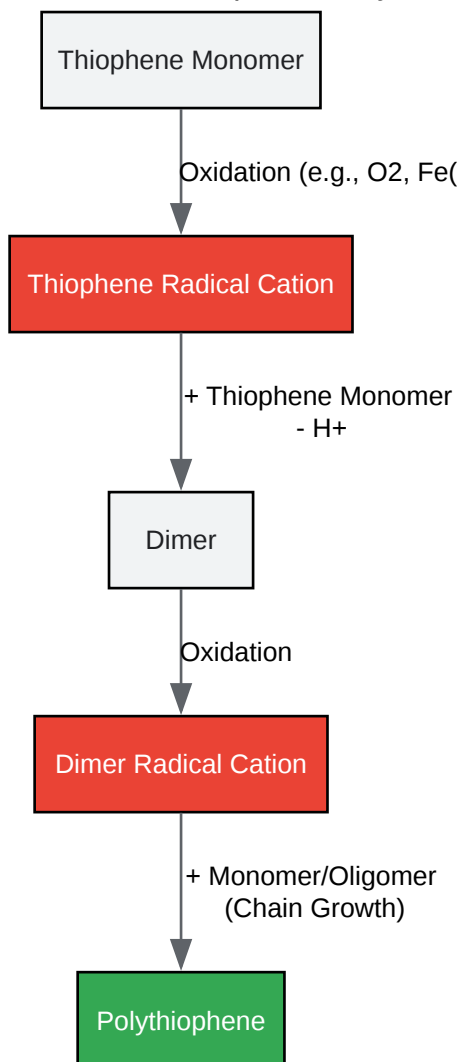 Thiophene Monomer
Oxidation (e.g., O2, Fe(
Thiophene Radical Cation
+ Thiophene Monomer
- H+
Dimer
Oxidation
Dimer Radical Cation
+ Monomer/Oligomer
(Chain Growth)
Polythiophene